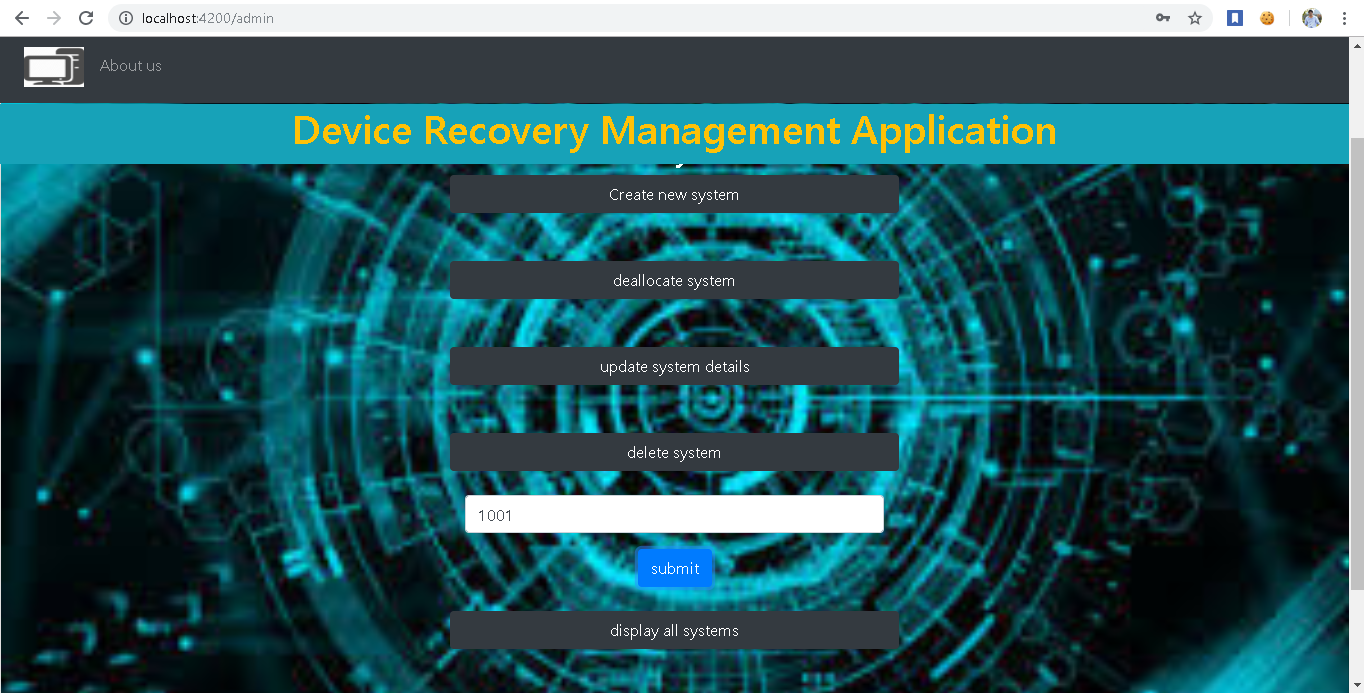 localhost:4200/admin
About us
Device Recovery Management Application
Create new system
deallocate system
update system details
delete system
1001
submit
display all systems